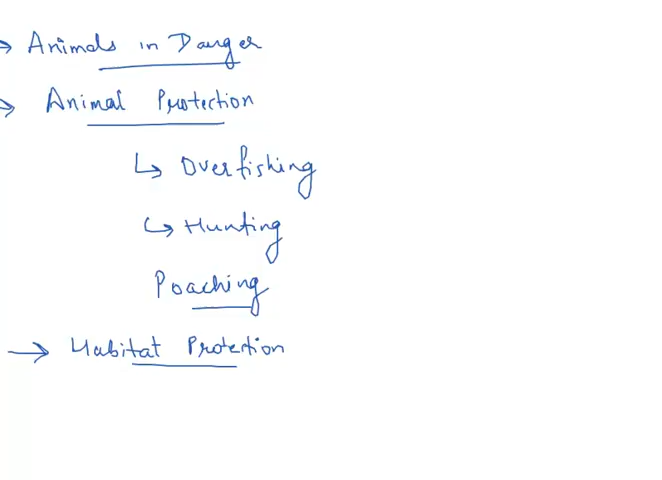 → Animals in Danger
→ Animal Protection
↳ Overfishing
↳ Hunting
Poaching
→ Habitat Protection